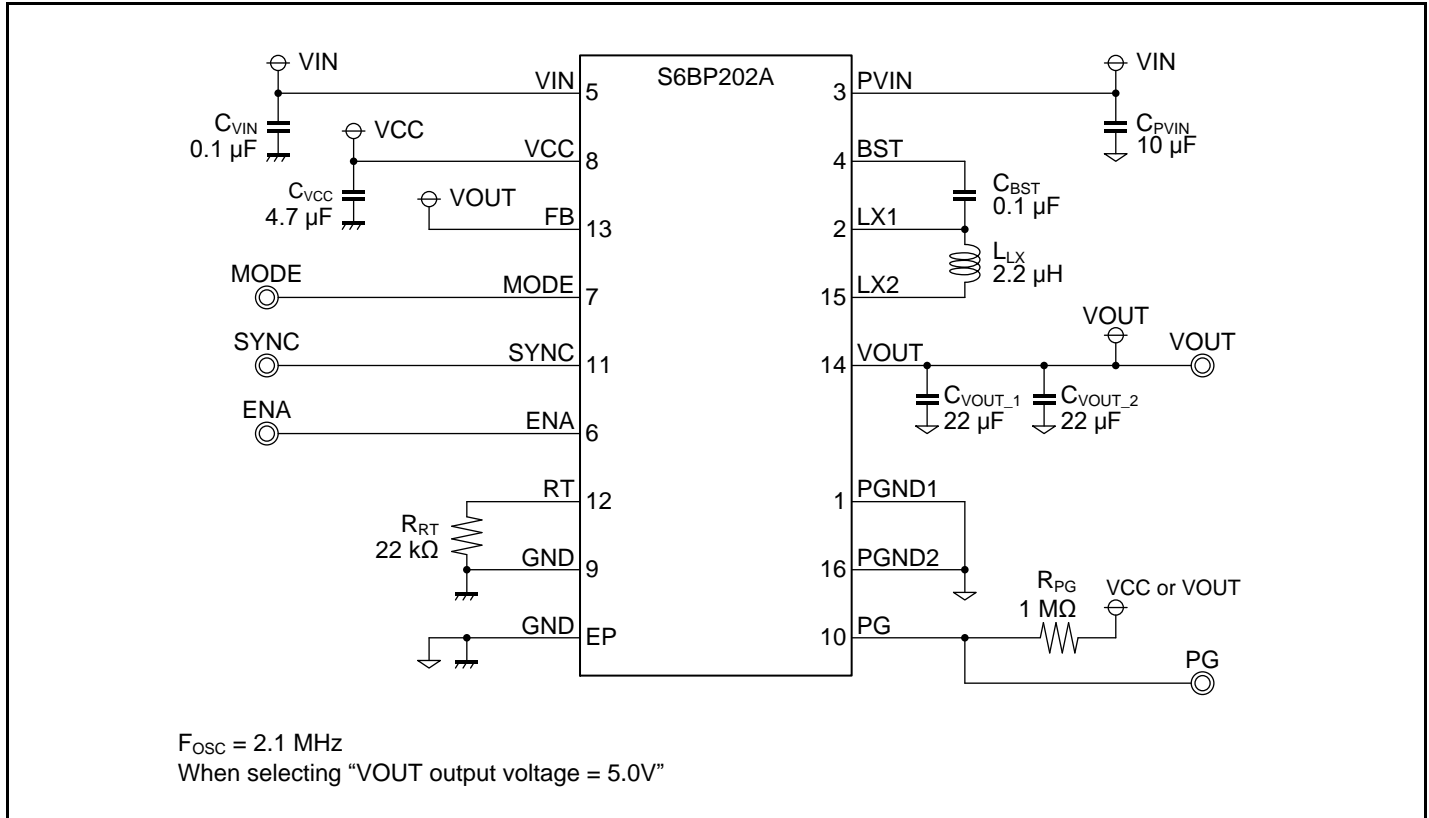 VIN
VIN 5
S6BP202A
3 PVIN
VIN
CVIN
0.1 µF
VCC
VCC 8
CPVIN
10 µF
4 BST
CBST
0.1 µF
CVCC
4.7 µF
VOUT
FB 13
2 LX1
LLX
2.2 µH
MODE
MODE 7
15 LX2
SYNC
SYNC 11
14 VOUT
VOUT
VOUT
CVOUT_1
22 µF
CVOUT_2
22 µF
ENA
ENA 6
RT 12
1 PGND1
RRT
22 kΩ
GND 9
16 PGND2
RPG
1 MΩ
VCC or VOUT
GND EP
10 PG
PG
FOSC = 2.1 MHz
When selecting “VOUT output voltage = 5.0V”